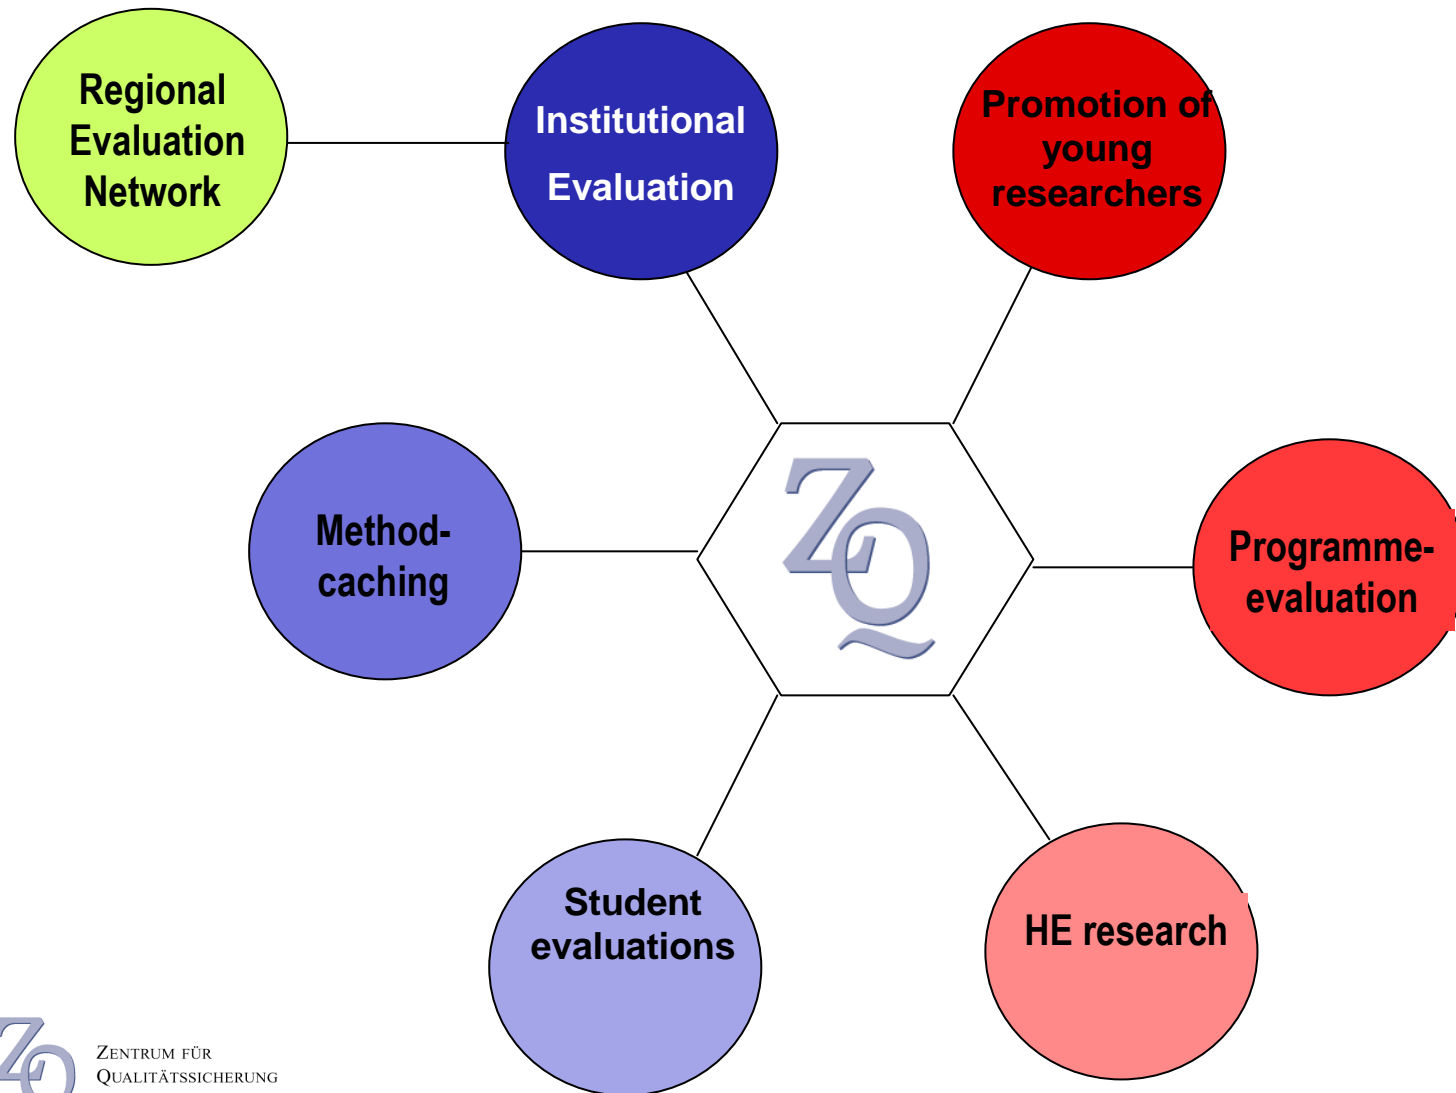 Regional
Evaluation
Network
Institutional
Evaluation
Promotion of
young
researchers
Method-
caching
ZQ
Programme-
evaluation
Student
evaluations
HE research
ZQ
ZENTRUM FÜR
QUALITÄTSSICHERUNG